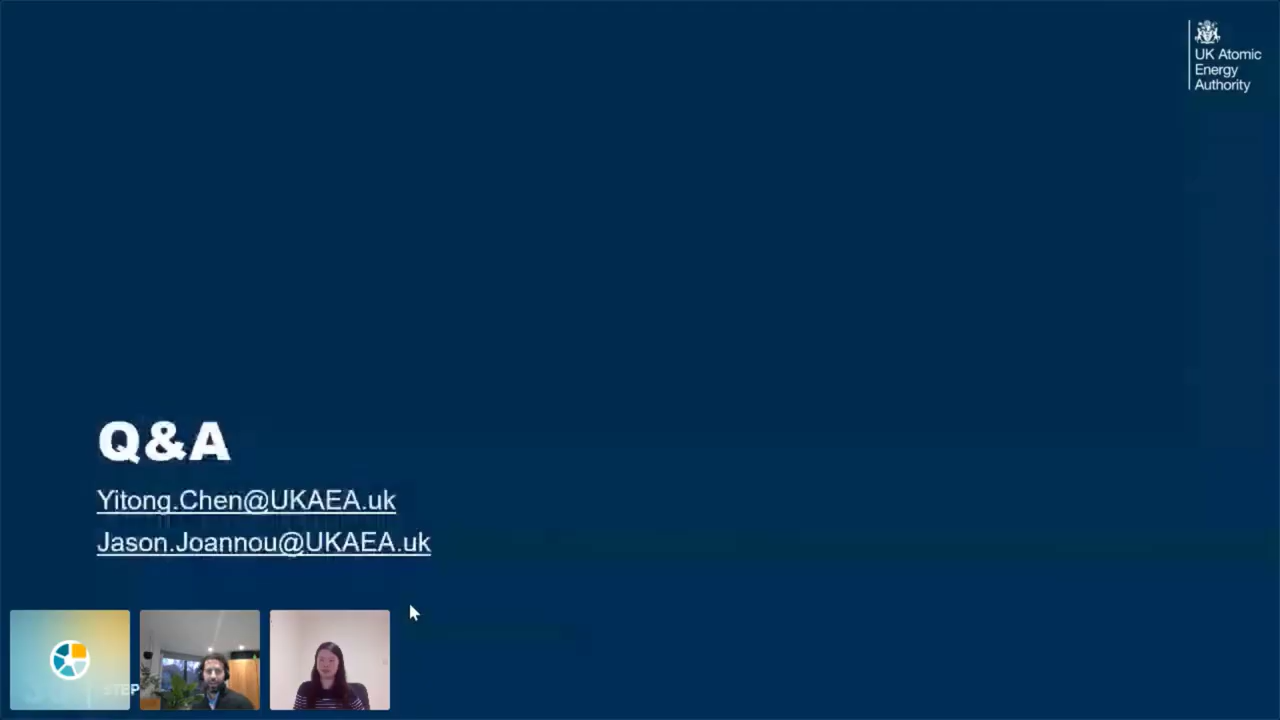 UK Atomic
Energy
Authority
Q&A
Yitong.Chen@UKAEA.uk
Jason.Joannou@UKAEA.uk
STEP